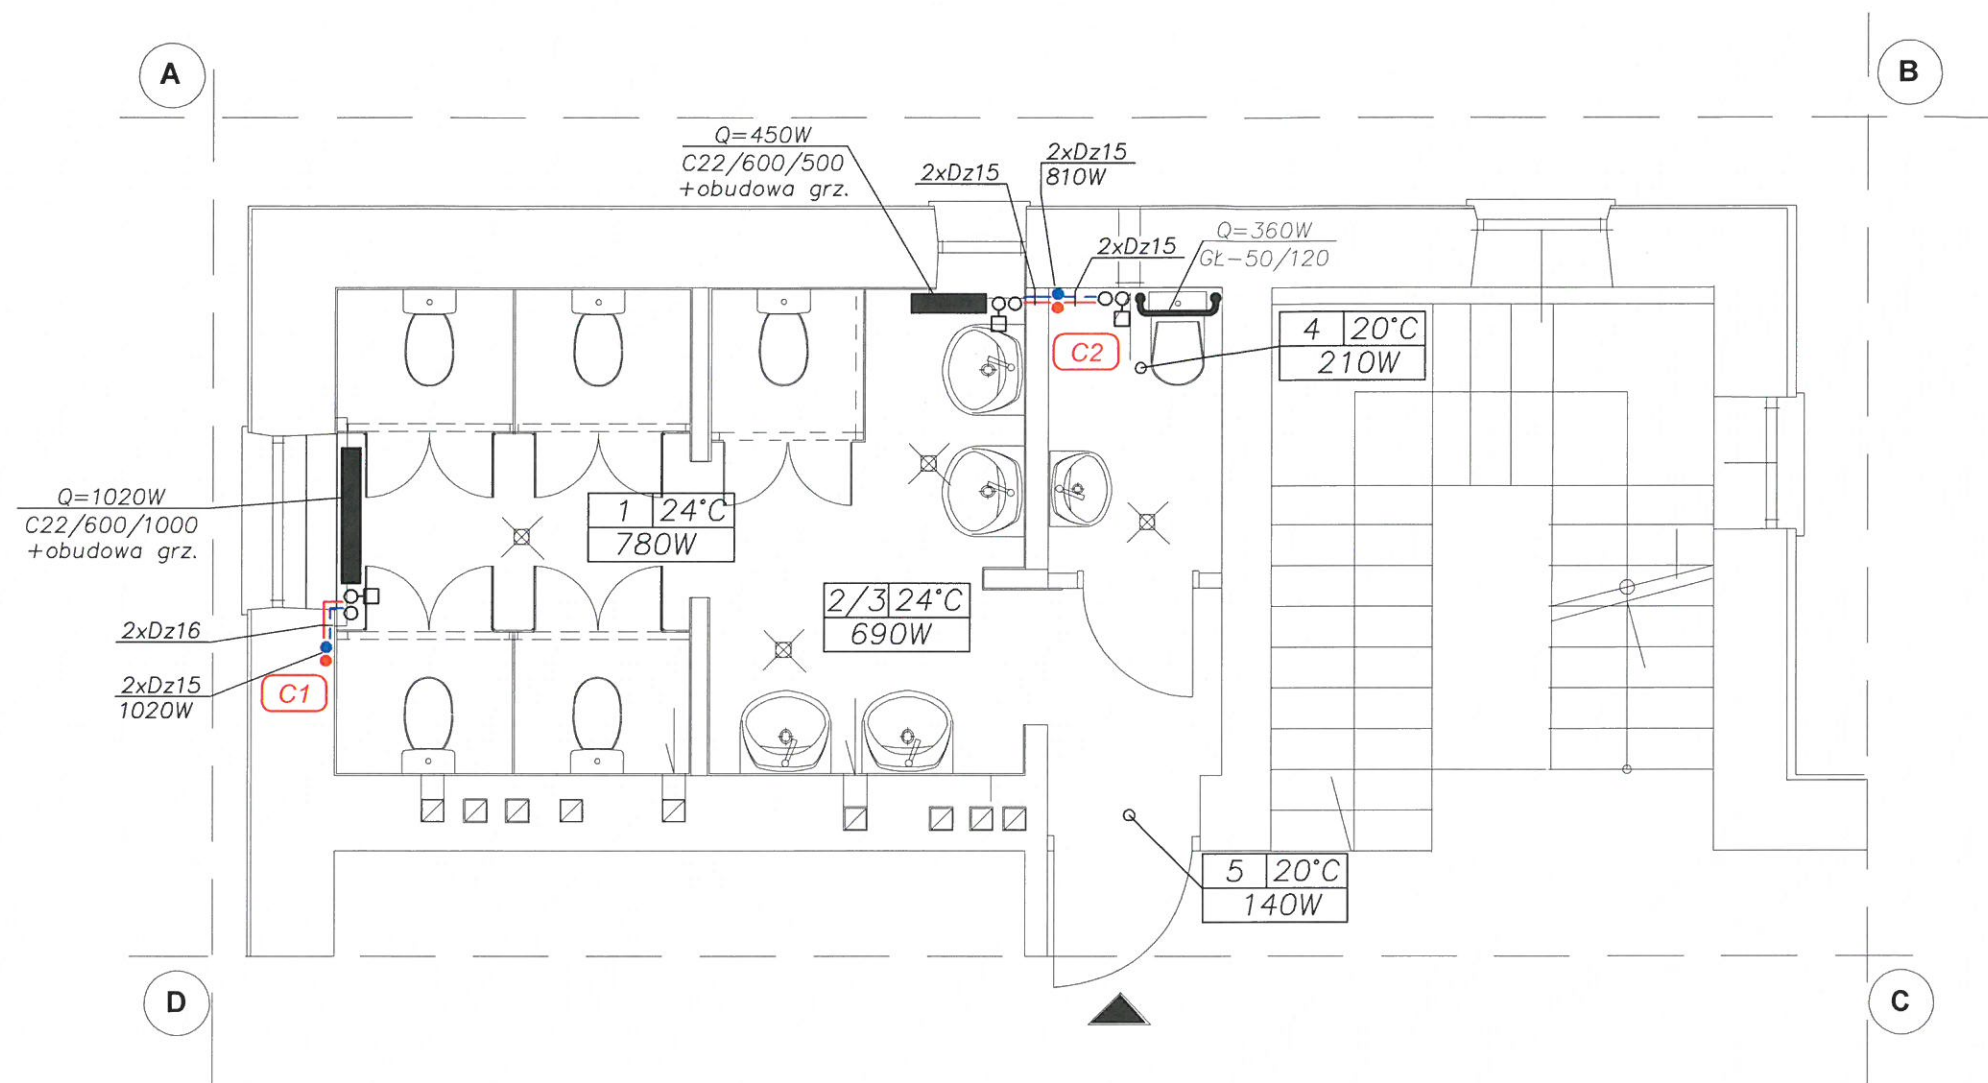 A
B
Q=450W
C22/600/500
+obudowa grz.
2xDz15
2xDz15
810W
2xDz15
Q=360W
GŁ-50/120
C2
4 20°C
210W
Q=1020W
C22/600/1000
+obudowa grz.
1 24°C
780W
2/3 24°C
690W
2xDz16
2xDz15
1020W
C1
5 20°C
140W
D
C